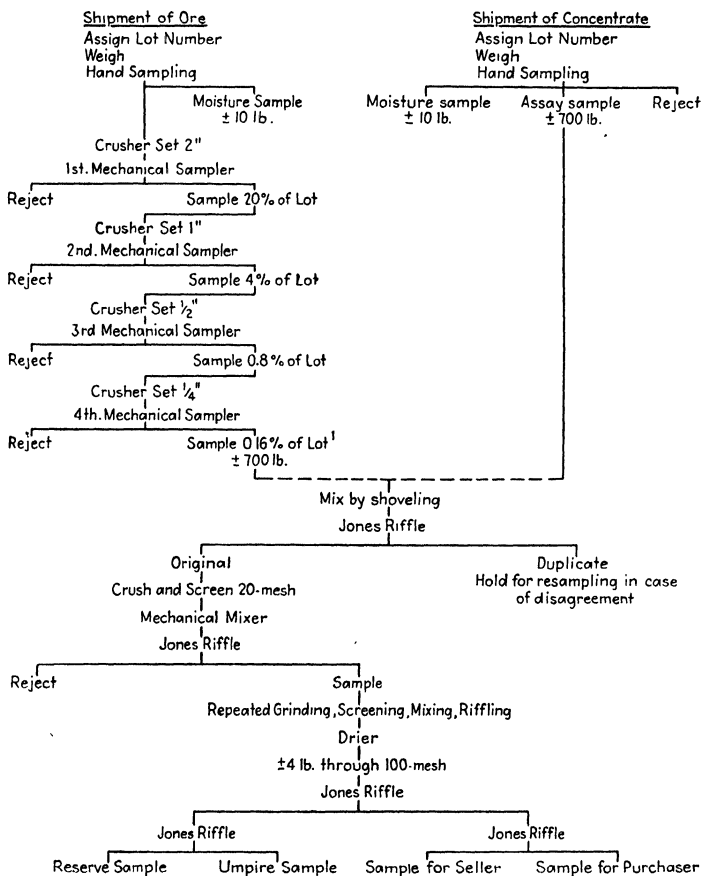 Shipment of Ore
Assign Lot Number
Weigh
Hand Sampling
Moisture Sample
± 10 lb.
Crusher Set 2"
1st. Mechanical Sampler
Reject
Sample 20% of Lot
Crusher Set 1"
2nd. Mechanical Sampler
Reject
Sample 4% of Lot
Crusher Set ½"
3rd Mechanical Sampler
Reject
Sample 0.8% of Lot
Crusher Set ¼"
4th. Mechanical Sampler
Reject
Sample 0.16% of Lot¹
± 700 lb.
Shipment of Concentrate
Assign Lot Number
Weigh
Hand Sampling
Moisture sample
± 10 lb.
Assay sample
± 700 lb.
Reject
Mix by shoveling
Jones Riffle
Original
Crush and Screen 20-mesh
Mechanical Mixer
Jones Riffle
Duplicate
Hold for resampling in case
of disagreement
Reject
Sample
Repeated Grinding, Screening, Mixing, Riffling
Drier
±4 lb. through 100-mesh
Jones Riffle
Jones Riffle
Jones Riffle
Reserve Sample
Umpire Sample
Sample for Seller
Sample for Purchaser